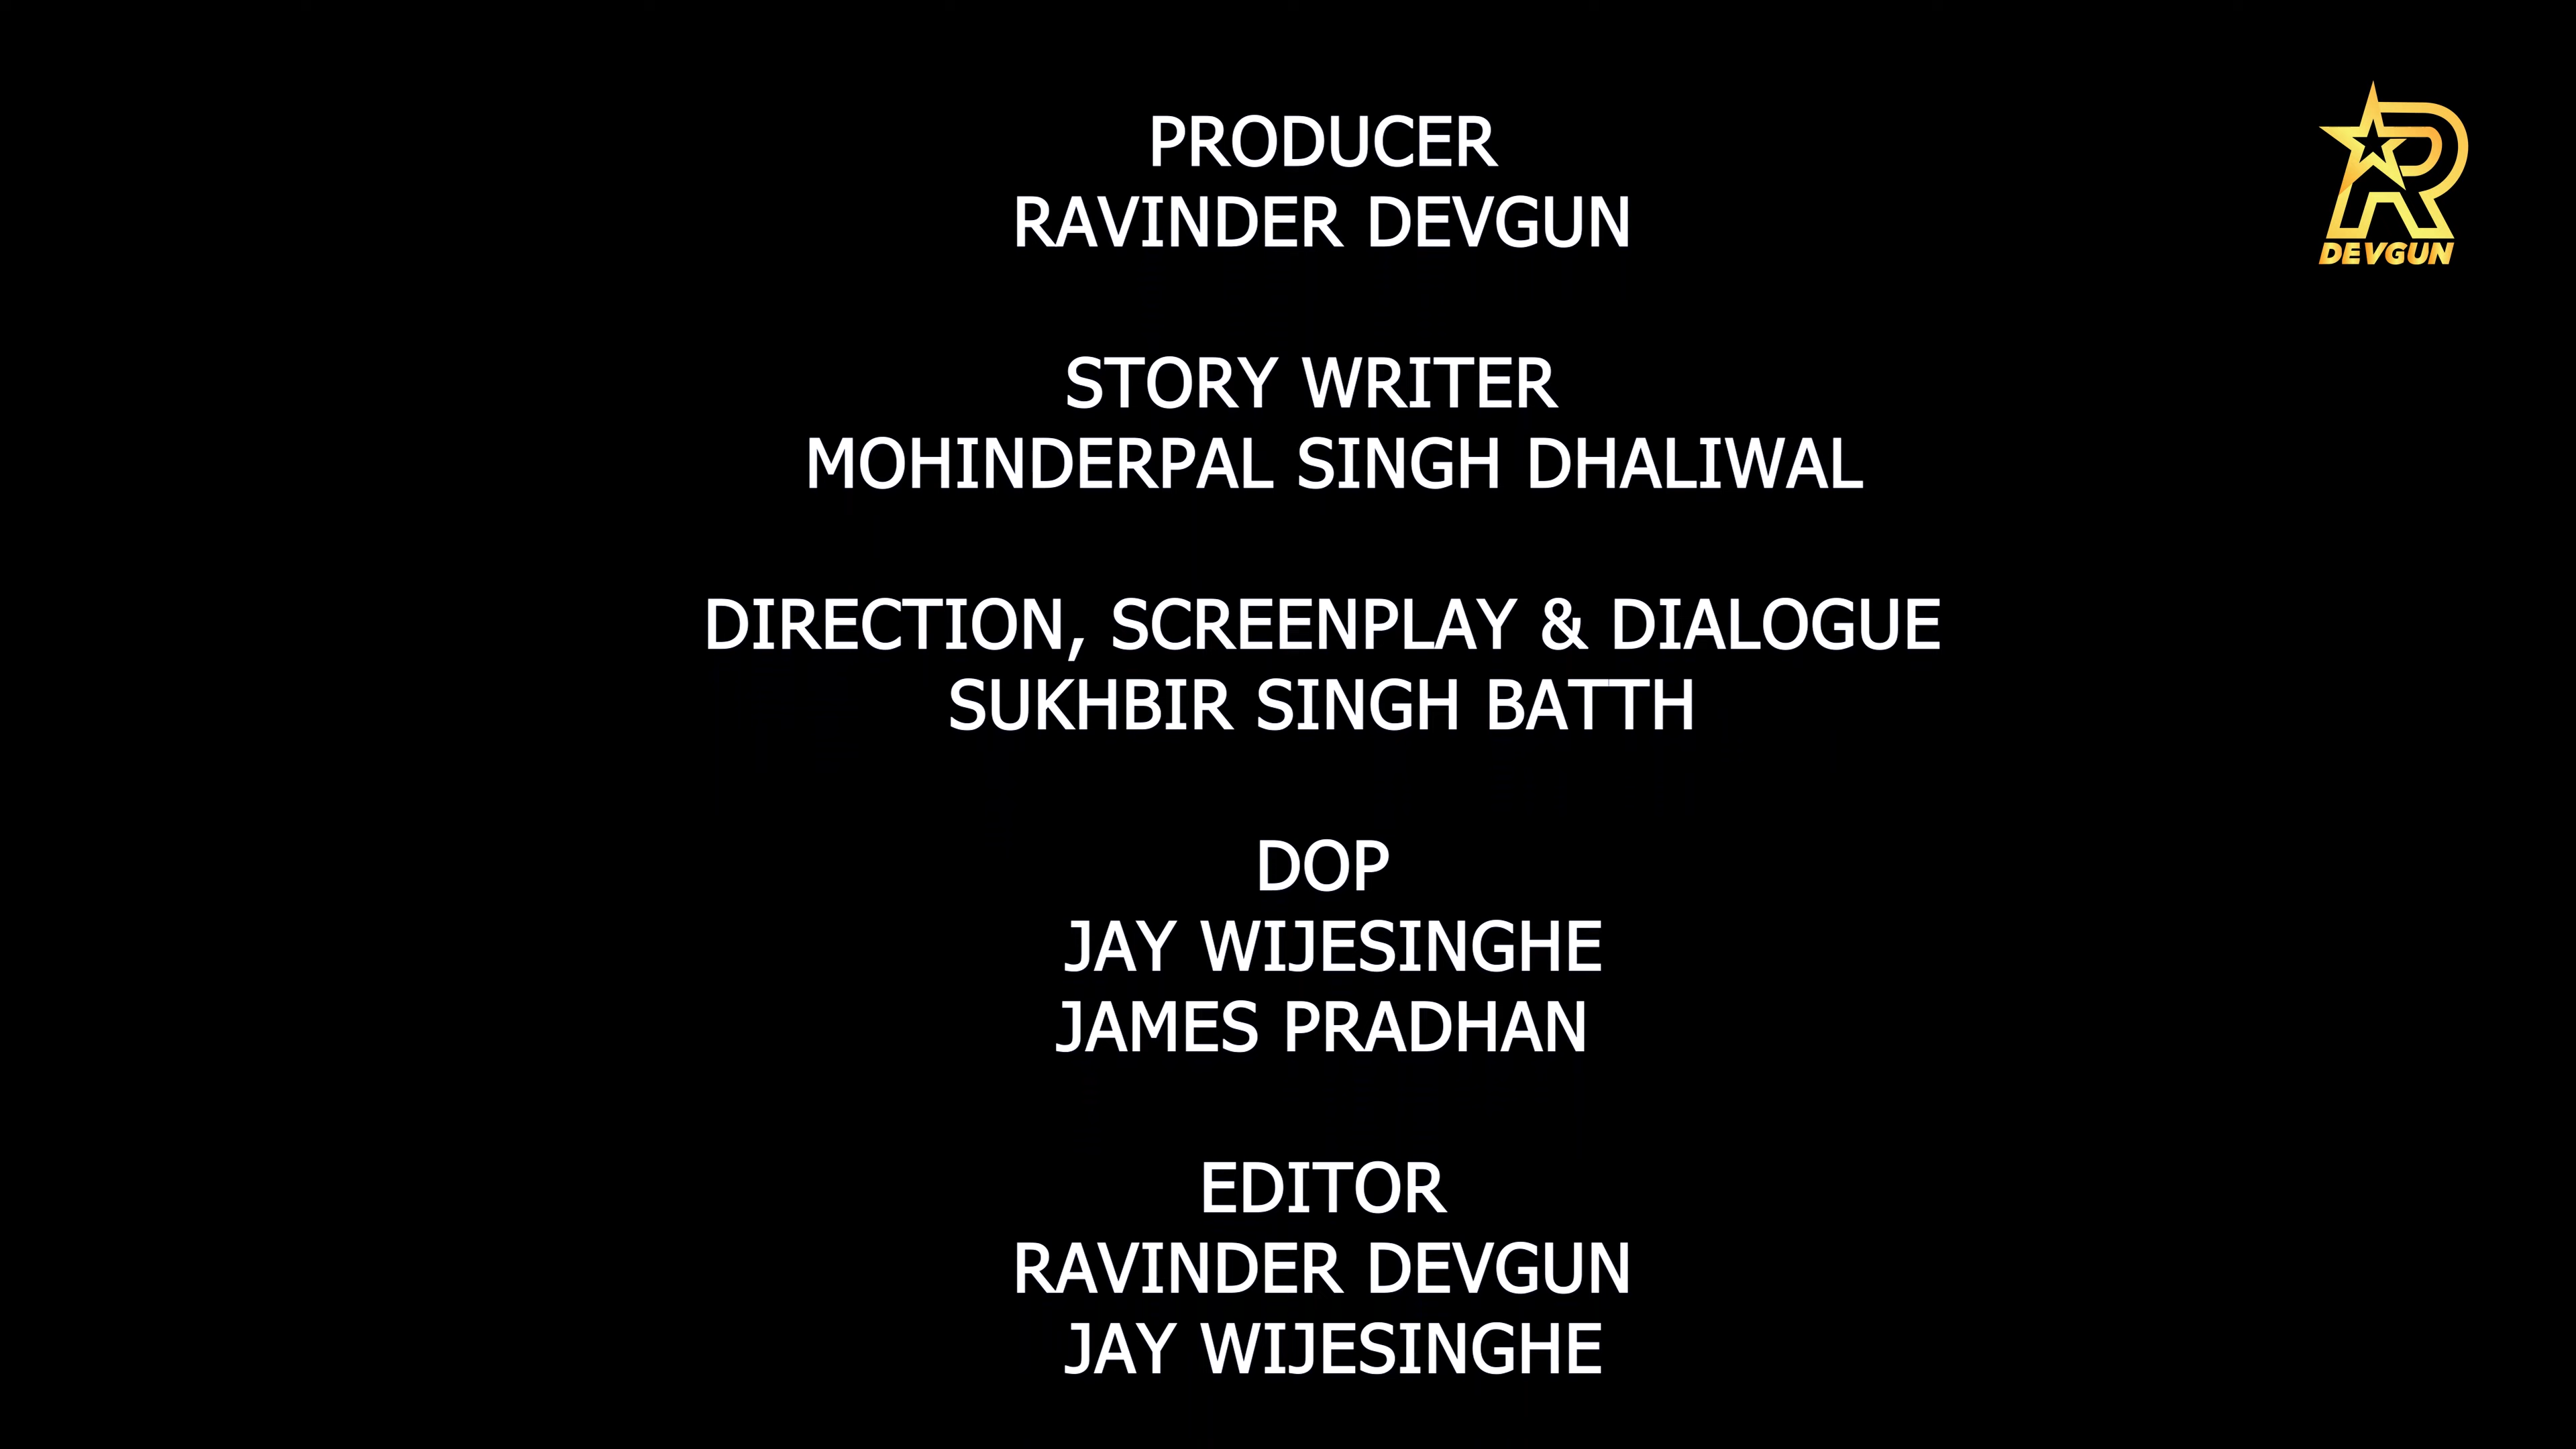 PRODUCER
RAVINDER DEVGUN
STORY WRITER
MOHINDERPAL SINGH DHALIWAL
DIRECTION, SCREENPLAY & DIALOGUE
SUKHBIR SINGH BATTH
DOP
JAY WIJESINGHE
JAMES PRADHAN
EDITOR
RAVINDER DEVGUN
JAY WIJESINGHE
R
DEVGUN